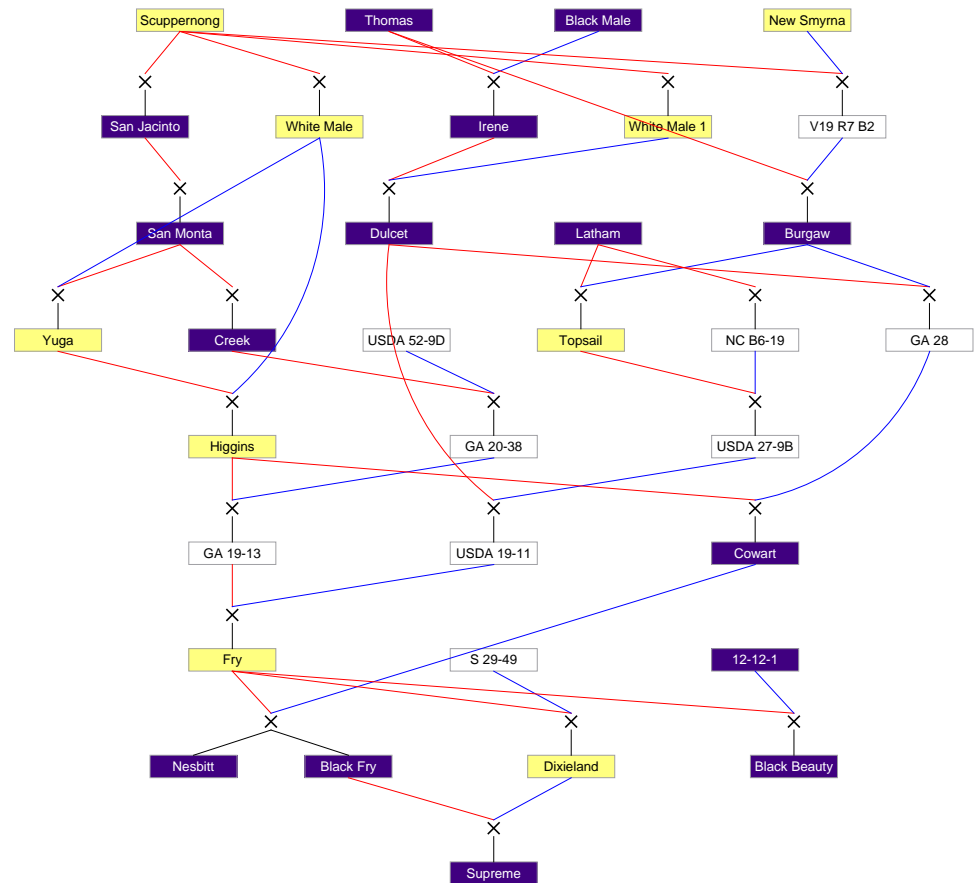 Scuppernong
Thomas
Black Male
New Smyrna
San Jacinto
White Male
Irene
White Male 1
V19 R7 B2
San Monta
Dulcet
Latham
Burgaw
Yuga
Creek
USDA 52-9D
Topsail
NC B6-19
GA 28
Higgins
GA 20-38
USDA 27-9B
GA 19-13
USDA 19-11
Cowart
Fry
S 29-49
12-12-1
Nesbitt
Black Fry
Dixieland
Black Beauty
Supreme